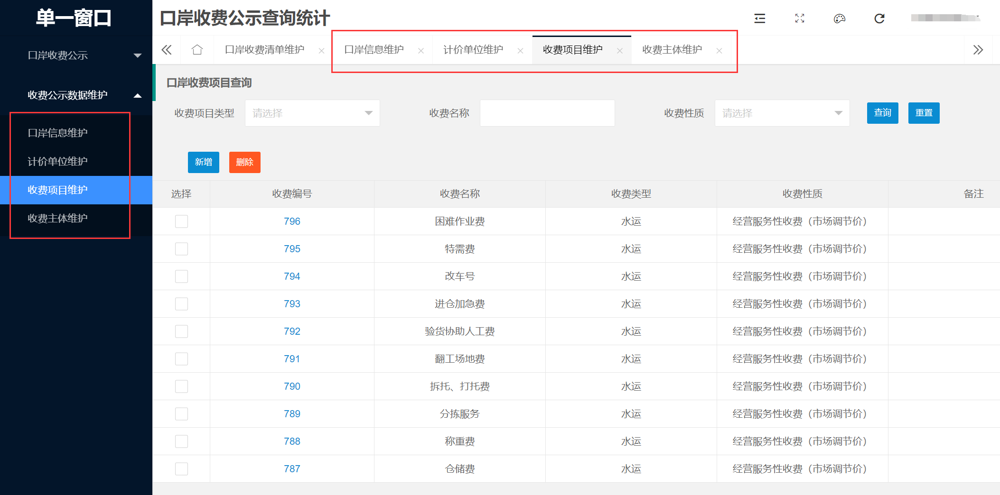 单一窗口
口岸收费公示
收费公示数据维护
口岸信息维护
计价单位维护
收费项目维护
收费主体维护
口岸收费公示查询统计
口岸收费清单维护 口岸信息维护 计价单位维护 收费项目维护 收费主体维护
口岸收费项目查询
收费项目类型 请选择 收费名称 收费性质 请选择 查询 重置
新增 删除
选择 收费编号 收费名称 收费类型 收费性质 备注
796 困难作业费 水运 经营服务性收费（市场调节价）
795 特需费 水运 经营服务性收费（市场调节价）
794 改车号 水运 经营服务性收费（市场调节价）
793 进仓加急费 水运 经营服务性收费（市场调节价）
792 验货协助人工费 水运 经营服务性收费（市场调节价）
791 翻工场地费 水运 经营服务性收费（市场调节价）
790 拆托、打托费 水运 经营服务性收费（市场调节价）
789 分拣服务 水运 经营服务性收费（市场调节价）
788 称重费 水运 经营服务性收费（市场调节价）
787 仓储费 水运 经营服务性收费（市场调节价）